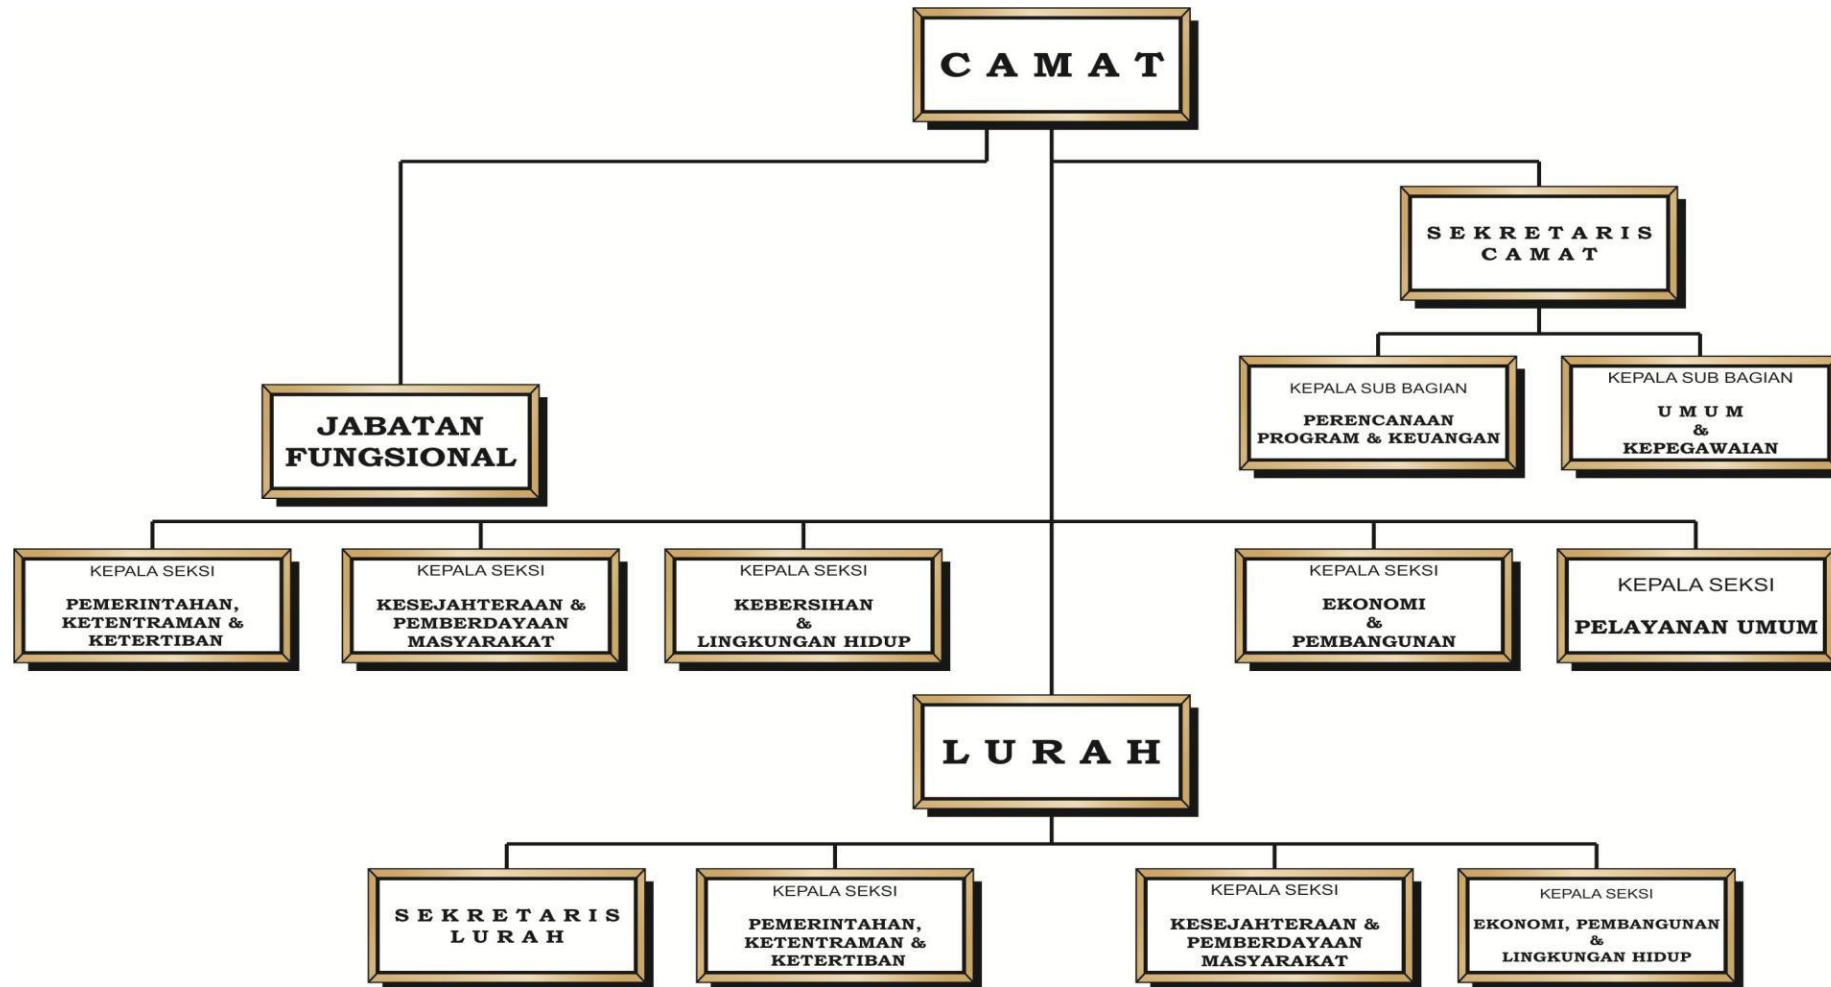 CAMAT
SEKRETARIS
CAMAT
JABATAN
FUNGSIONAL
KEPALA SUB BAGIAN
PERENCANAAN
PROGRAM & KEUANGAN
KEPALA SUB BAGIAN
UMUM
&
KEPEGAWAIAN
KEPALA SEKSI
PEMERINTAHAN,
KETENTRAMAN &
KETERTIBAN
KEPALA SEKSI
KESEJAHTERAAN &
PEMBERDAYAAN
MASYARAKAT
KEPALA SEKSI
KEBERSIHAN
&
LINGKUNGAN HIDUP
KEPALA SEKSI
EKONOMI
&
PEMBANGUNAN
KEPALA SEKSI
PELAYANAN UMUM
LURAH
SEKRETARIS
LURAH
KEPALA SEKSI
PEMERINTAHAN,
KETENTRAMAN &
KETERTIBAN
KEPALA SEKSI
KESEJAHTERAAN &
PEMBERDAYAAN
MASYARAKAT
KEPALA SEKSI
EKONOMI, PEMBANGUNAN
&
LINGKUNGAN HIDUP